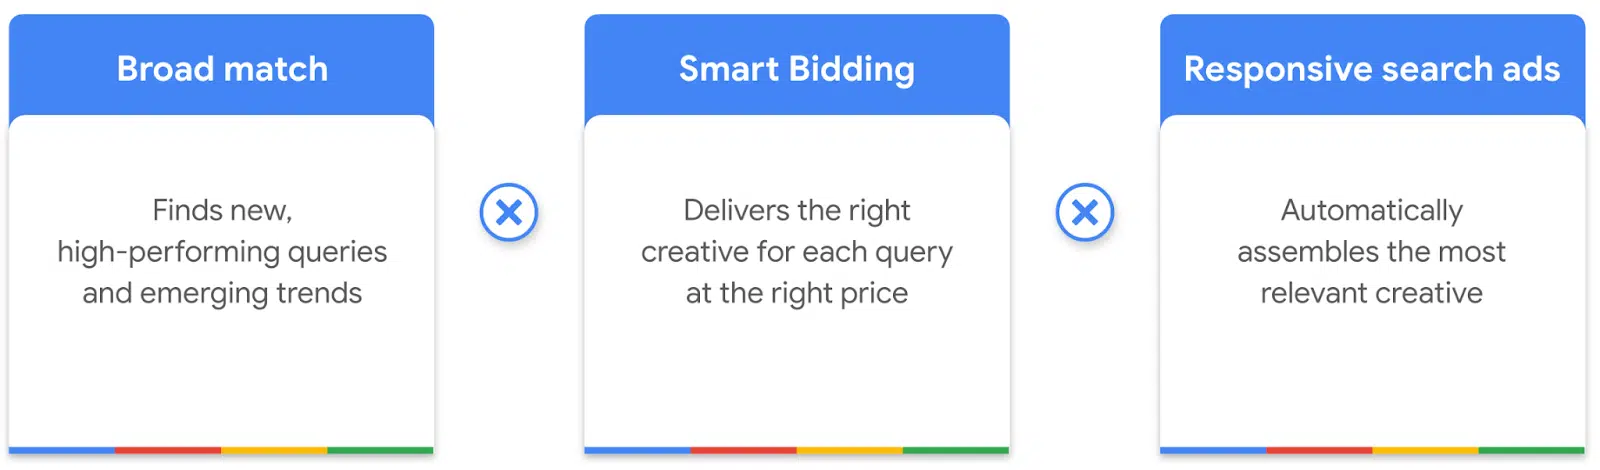 Broad match
Finds new,
high-performing queries
and emerging trends
Smart Bidding
Delivers the right
creative for each query
at the right price
Responsive search ads
Automatically
assembles the most
relevant creative